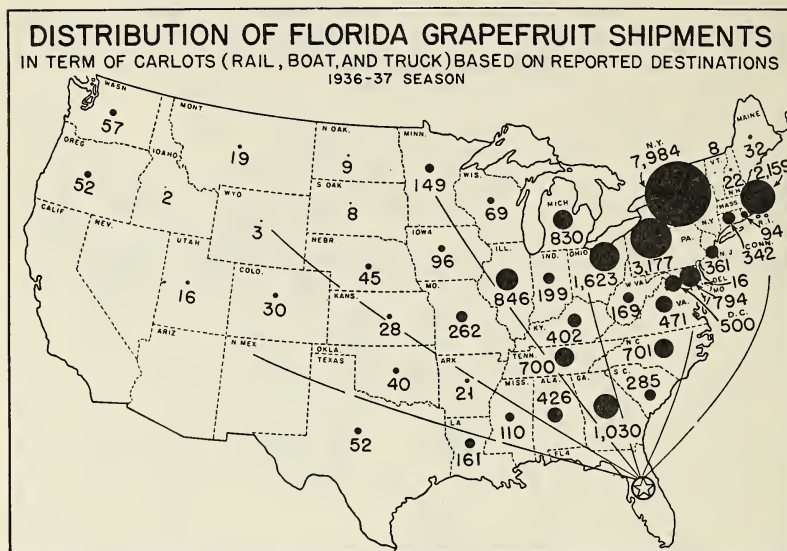 DISTRIBUTION OF FLORIDA GRAPEFRUIT SHIPMENTS
IN TERM OF CARLOTS (RAIL, BOAT, AND TRUCK) BASED ON REPORTED DESTINATIONS
1936-37 SEASON
WASH
57
MONT.
19
N DAK.
9
MINN.
149
MAINE
32
N.Y.
7,984
V.T.
8
N.H.
22
2,159
OREG
52
IDAHO
2
WYO
3
S DAK
8
WIS.
69
MICH
830
MASS
R.I.
94
CONN.
342
N.Y
CALIF
NEV.
UTAH
16
COLO.
30
NEBR.
45
IOWA
96
ILL.
846
IND.
199
OHIO
1,623
PA.
3,177
N J
361
DEL
16
MD
794
D.C.
500
KANS.
28
MO.
262
KY.
402
W VA.
169
VA.
471
ARIZ
N MEX
OKLA.
40
TEXAS
52
ARK.
21
TENN.
700
N C
701
S C.
285
LA
161
MISS.
110
ALA
426
GA.
1,030
FLA